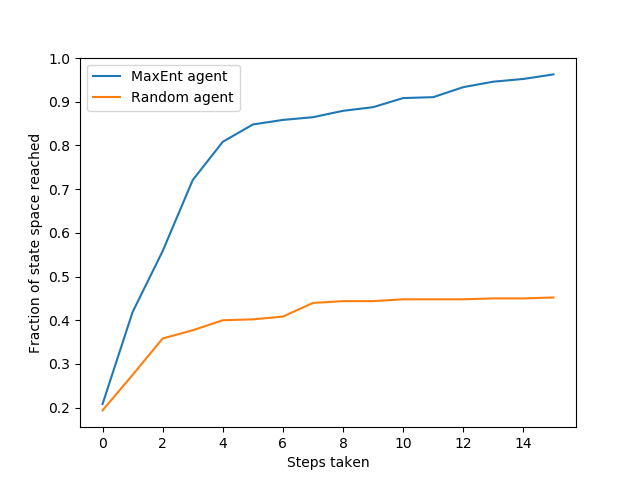 MaxEnt agent
Random agent
Fraction of state space reached
1.0
0.9
0.8
0.7
0.6
0.5
0.4
0.3
0.2
0 2 4 6 8 10 12 14
Steps taken